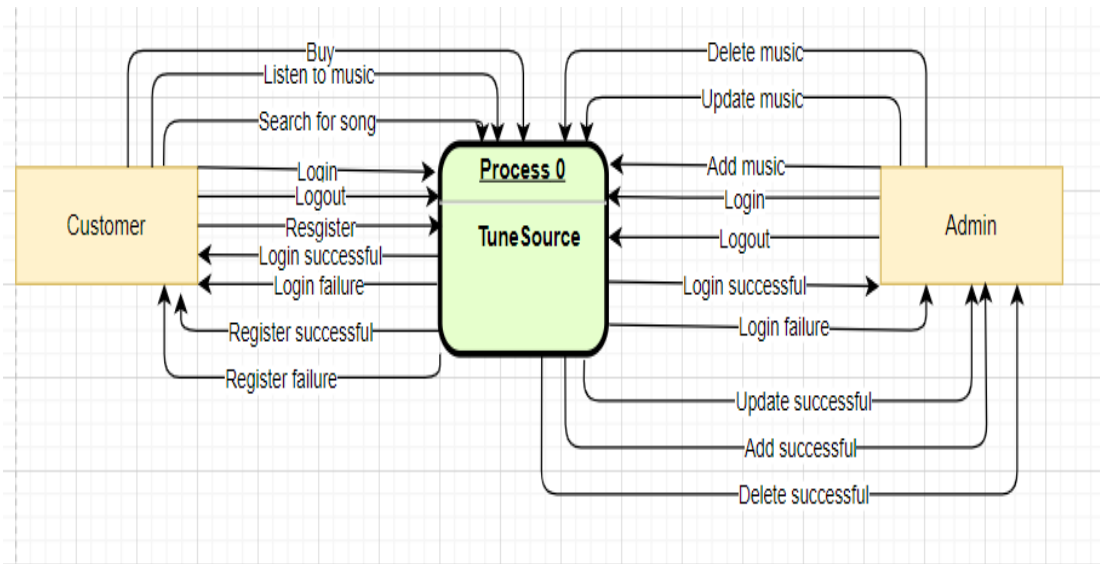 Buy
Delete music
Listen to music
Update music
Search for song
Add music
Process 0
Login
Login
Logout
Customer
Resgister
TuneSource
Logout
Admin
Login successful
Login failure
Login successful
Register successful
Login failure
Register failure
Update successful
Add successful
Delete successful